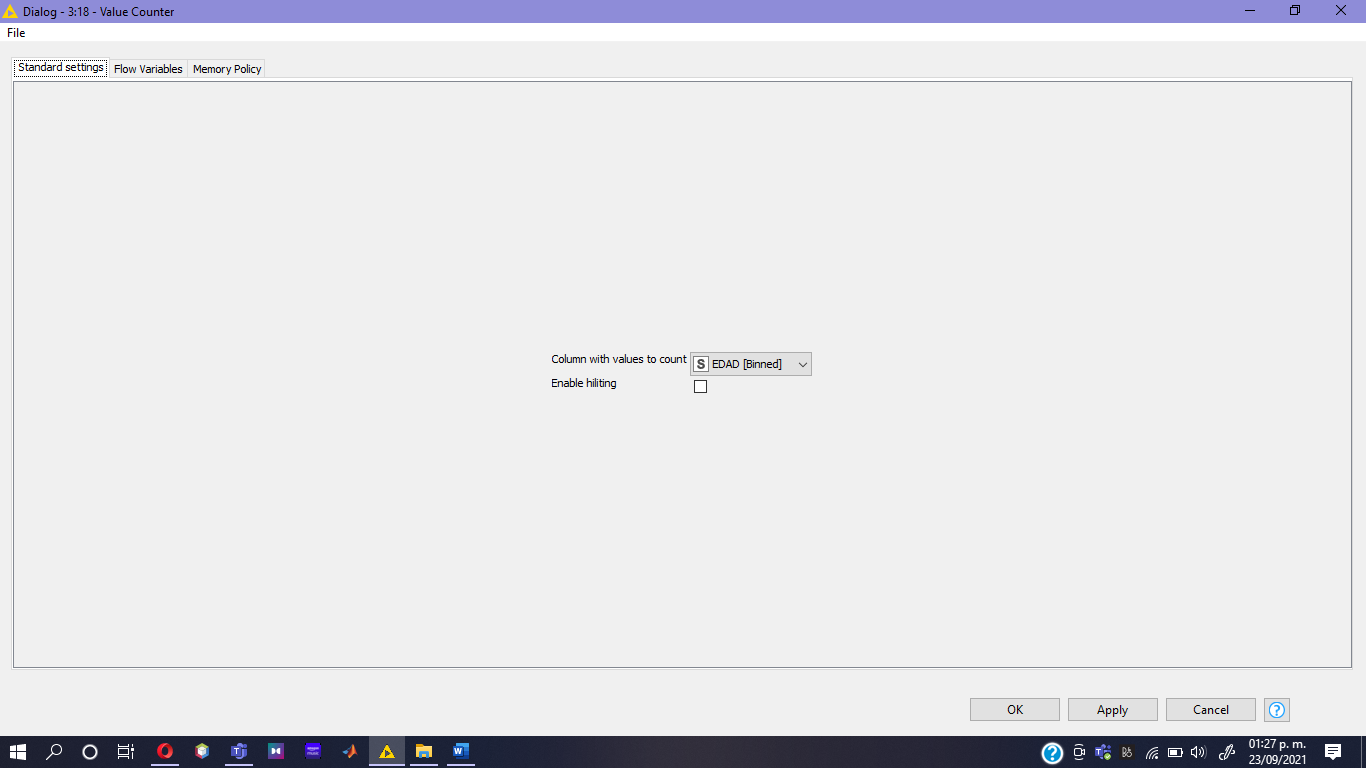 Dialog - 3:18 - Value Counter
File
Standard settings Flow Variables Memory Policy
Column with values to count S EDAD [Binned]
Enable hiliting
OK Apply Cancel ?
? 01:27 p. m.
23/09/2021